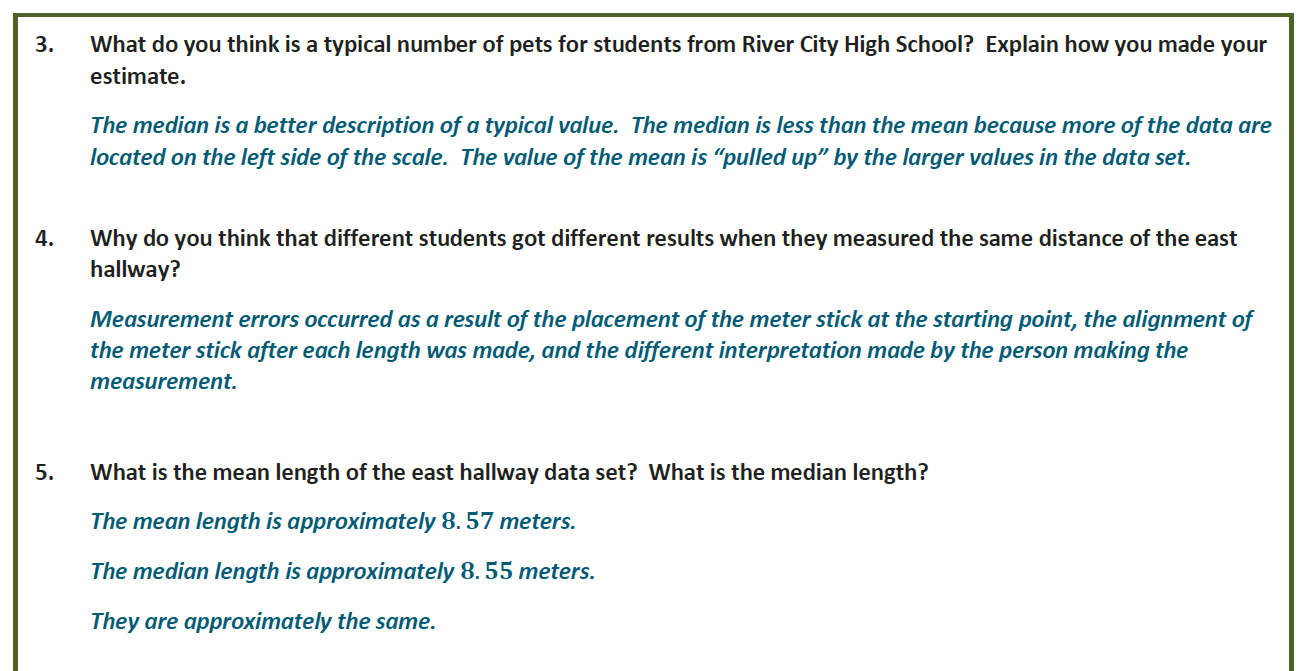 3. What do you think is a typical number of pets for students from River City High School? Explain how you made your
estimate.
The median is a better description of a typical value. The median is less than the mean because more of the data are
located on the left side of the scale. The value of the mean is “pulled up” by the larger values in the data set.
4. Why do you think that different students got different results when they measured the same distance of the east
hallway?
Measurement errors occurred as a result of the placement of the meter stick at the starting point, the alignment of
the meter stick after each length was made, and the different interpretation made by the person making the
measurement.
5. What is the mean length of the east hallway data set? What is the median length?
The mean length is approximately 8.57 meters.
The median length is approximately 8.55 meters.
They are approximately the same.